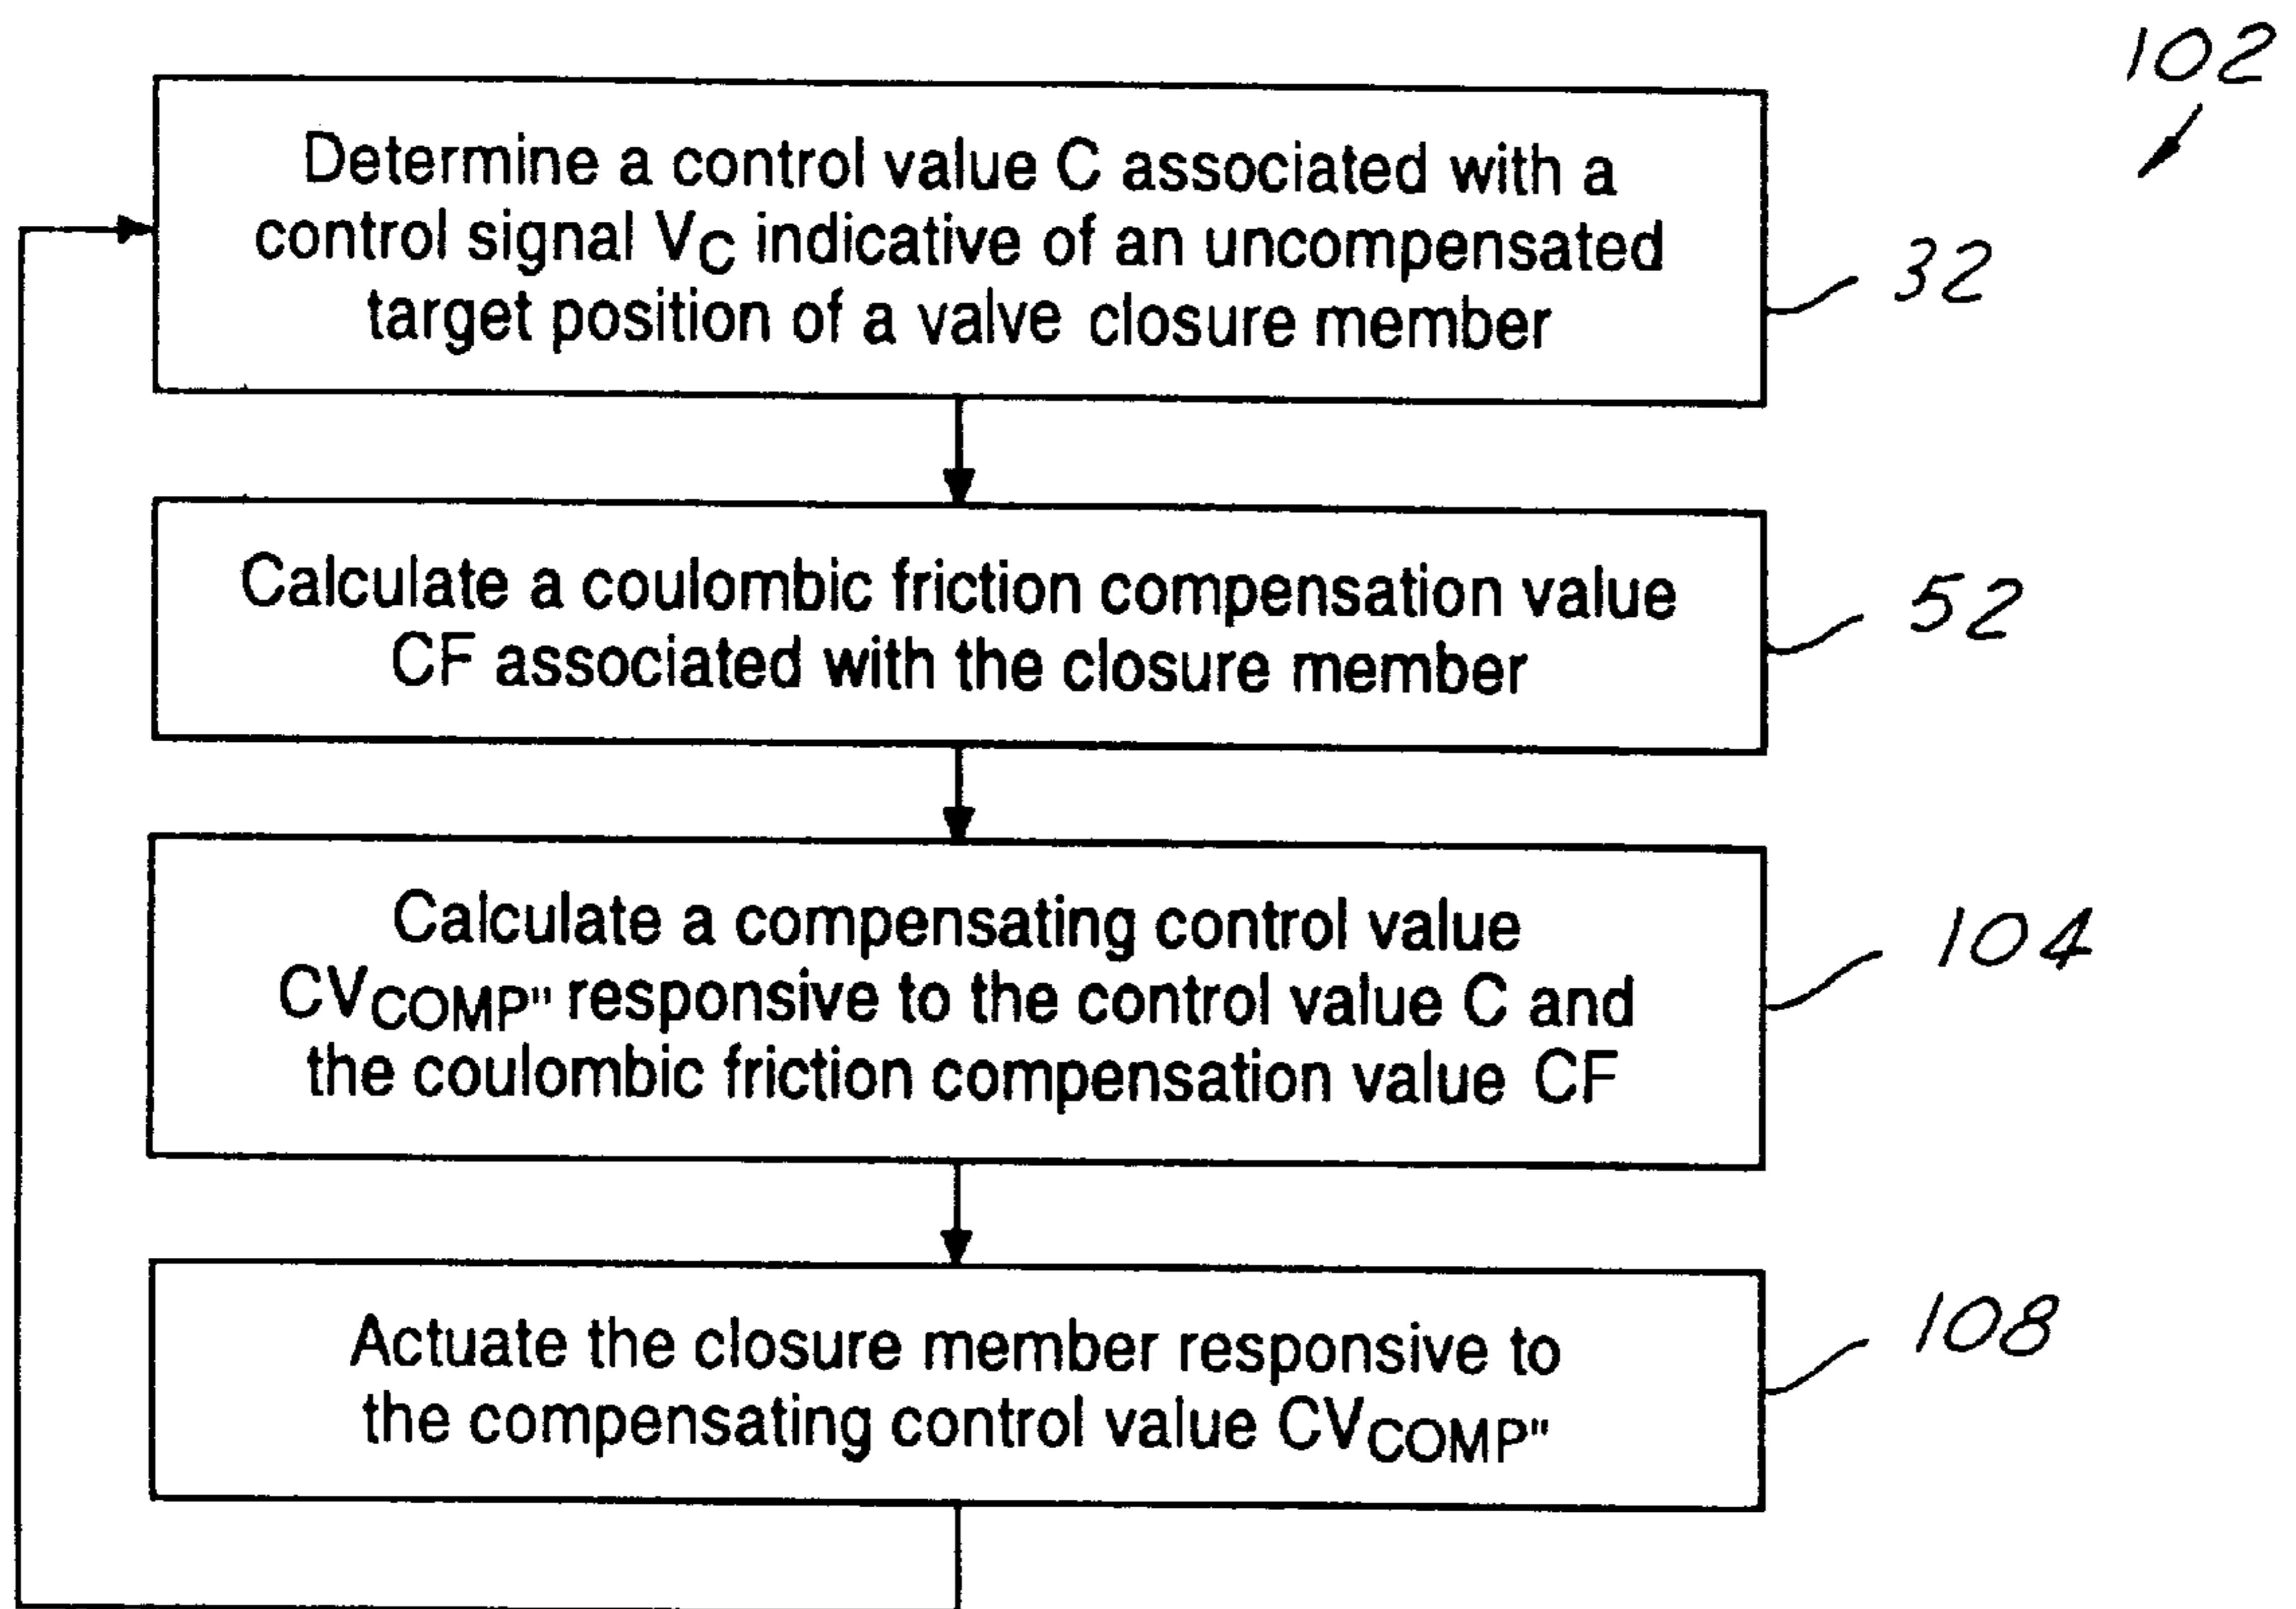 102
Determine a control value C associated with a
control signal VC indicative of an uncompensated
target position of a valve closure member
32
Calculate a coulombic friction compensation value
CF associated with the closure member
52
Calculate a compensating control value
CVCOMP" responsive to the control value C and
the coulombic friction compensation value CF
104
Actuate the closure member responsive to
the compensating control value CVCOMP"
108